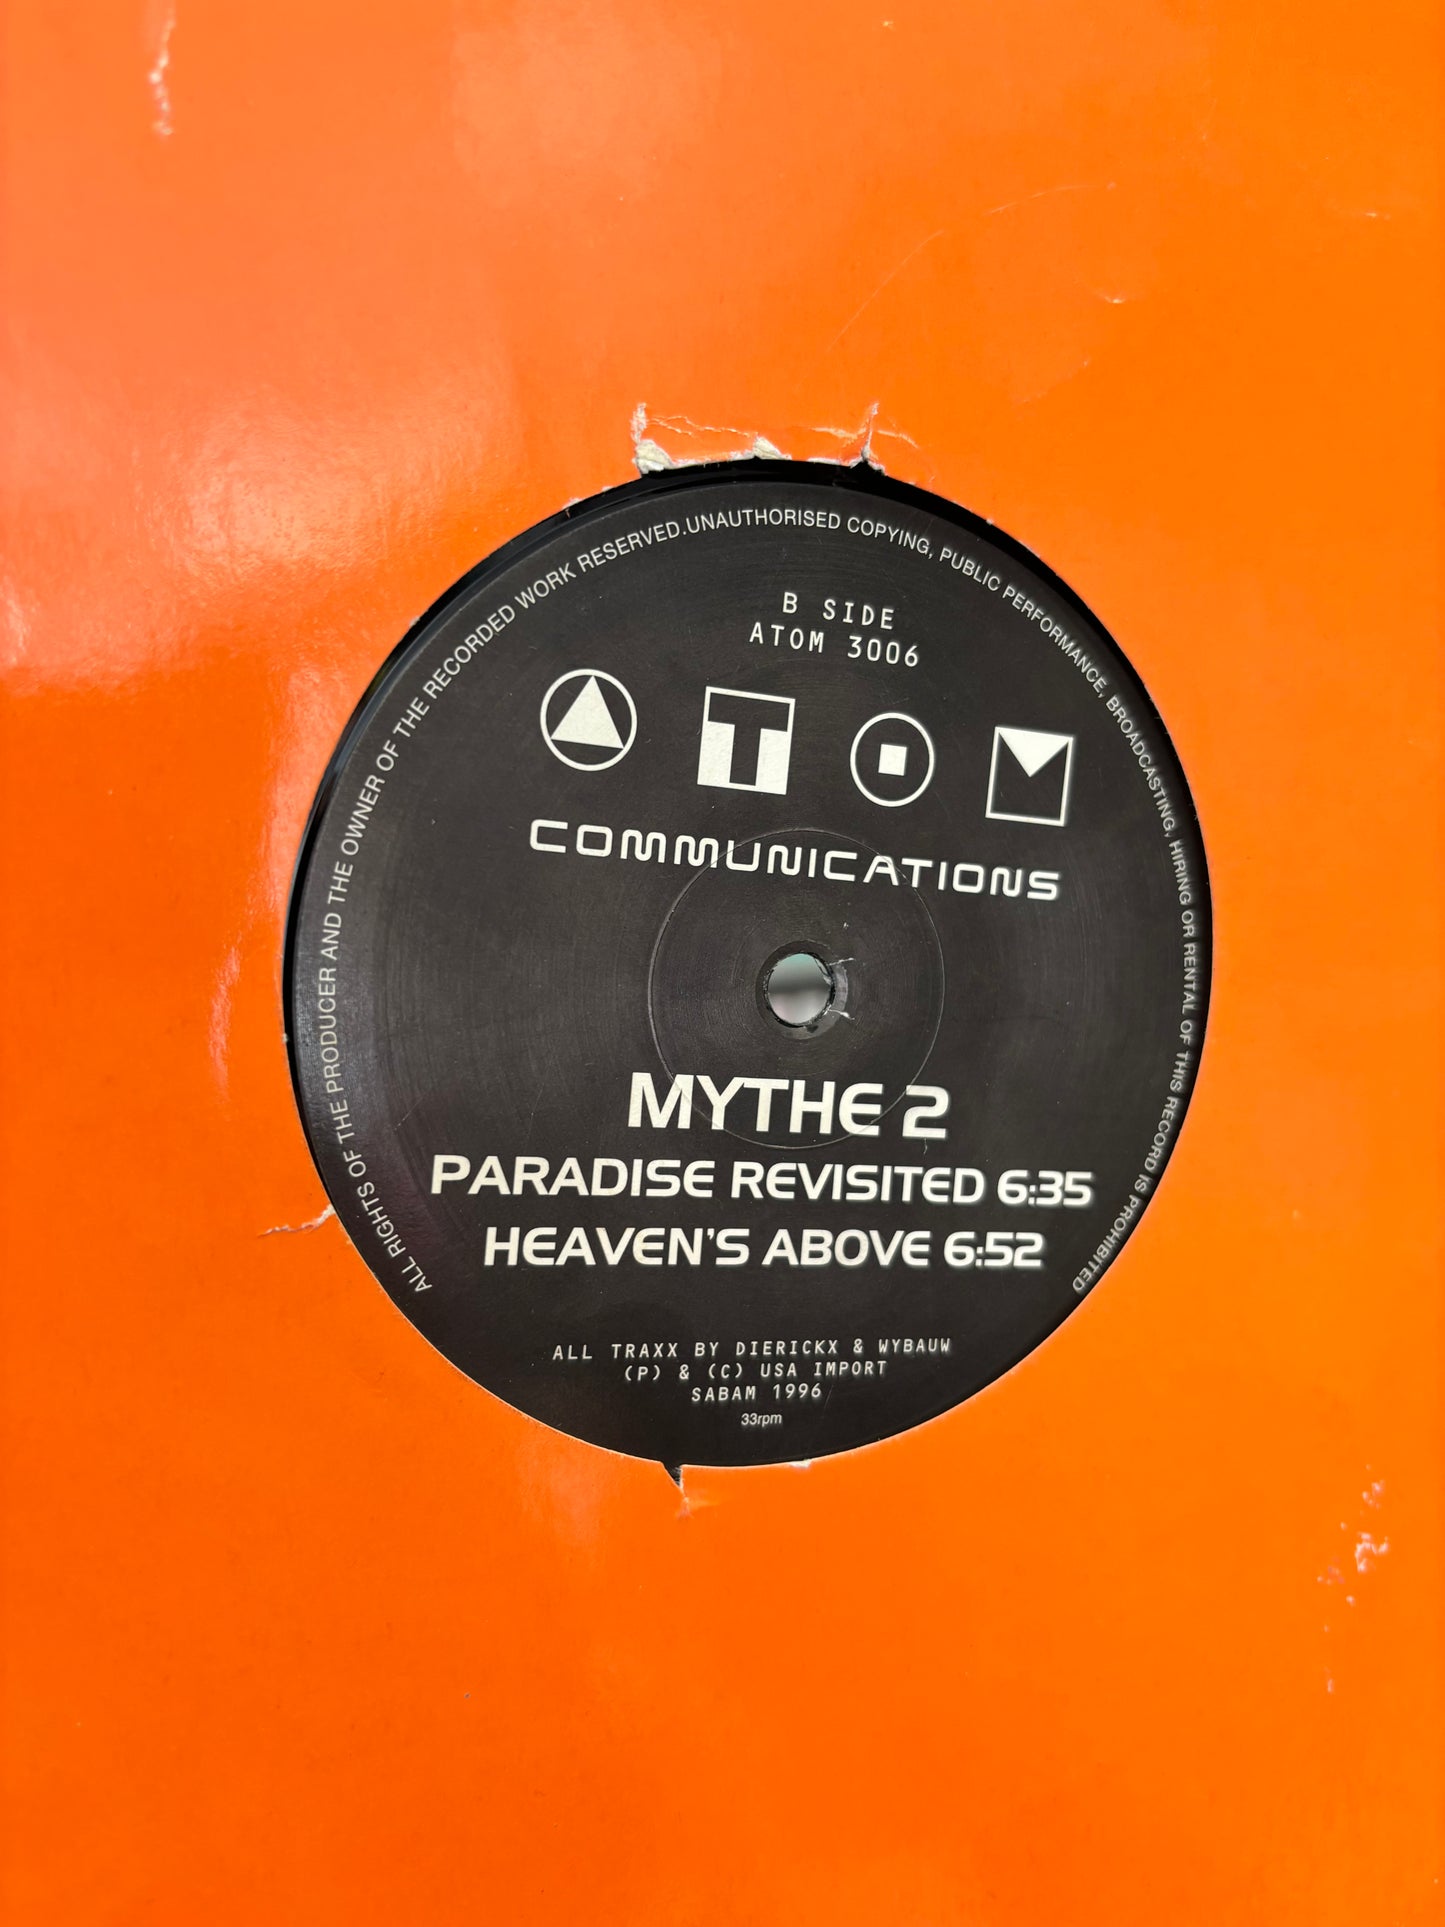 ALL RIGHTS OF THE PRODUCER AND THE OWNER OF THE RECORDED WORK RESERVED.UNAUTHORISED COPYING, PUBLIC PERFORMANCE, BROADCASTING, HIRING OR RENTAL OF THIS RECORD IS PROHIBITED
B SIDE
ATOM 3006
ATOM
COMMUNICATIONS
MYTHE 2
PARADISE REVISITED 6:35
HEAVEN'S ABOVE 6:52
ALL TRAXX BY DIERICKX & WYBAUW
(P) & (C) USA IMPORT
SABAM 1996
33rpm